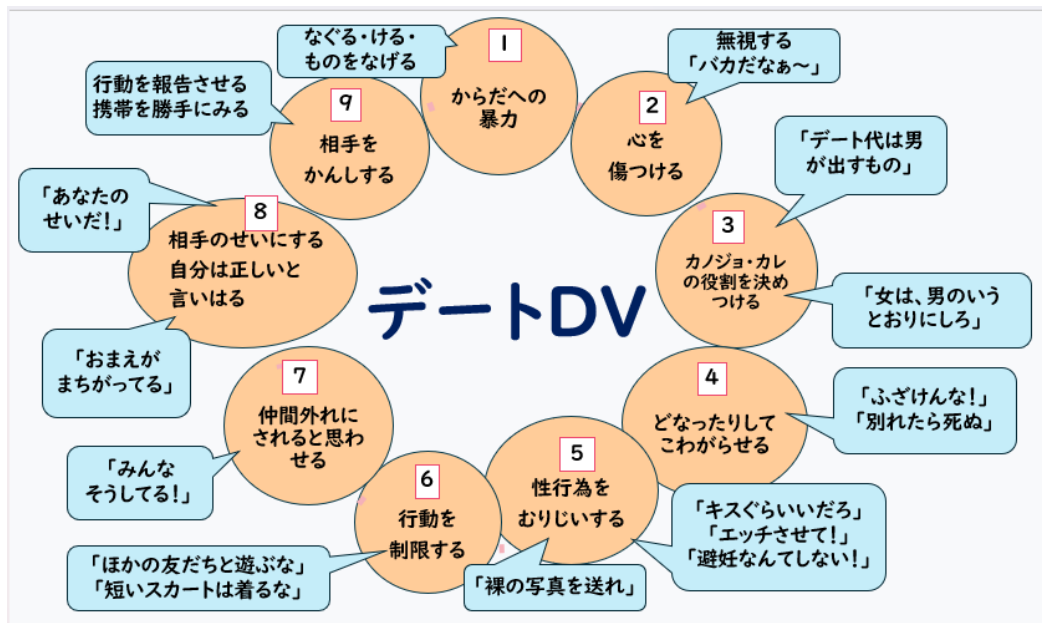 デートDV
1
からだへの
暴力
なぐる・ける・
ものをなげる
2
心を
傷つける
無視する
「バカだなぁ～」
3
カノジョ・カレ
の役割を決め
つける
「デート代は男
が出すもの」
「女は、男のいう
とおりにしろ」
4
どなったりして
こわがらせる
「ふざけんな!」
「別れたら死ぬ」
5
性行為を
むりじいする
「キスぐらいいいだろ」
「エッチさせて!」
「避妊なんてしない!」
「裸の写真を送れ」
6
行動を
制限する
「ほかの友だちと遊ぶな」
「短いスカートは着るな」
7
仲間外れに
されると思わ
せる
「みんな
そうしてる!」
8
相手のせいにする
自分は正しいと
言いはる
「あなたの
せいだ!」
「おまえが
まちがってる」
9
相手を
かんしする
行動を報告させる
携帯を勝手にみる